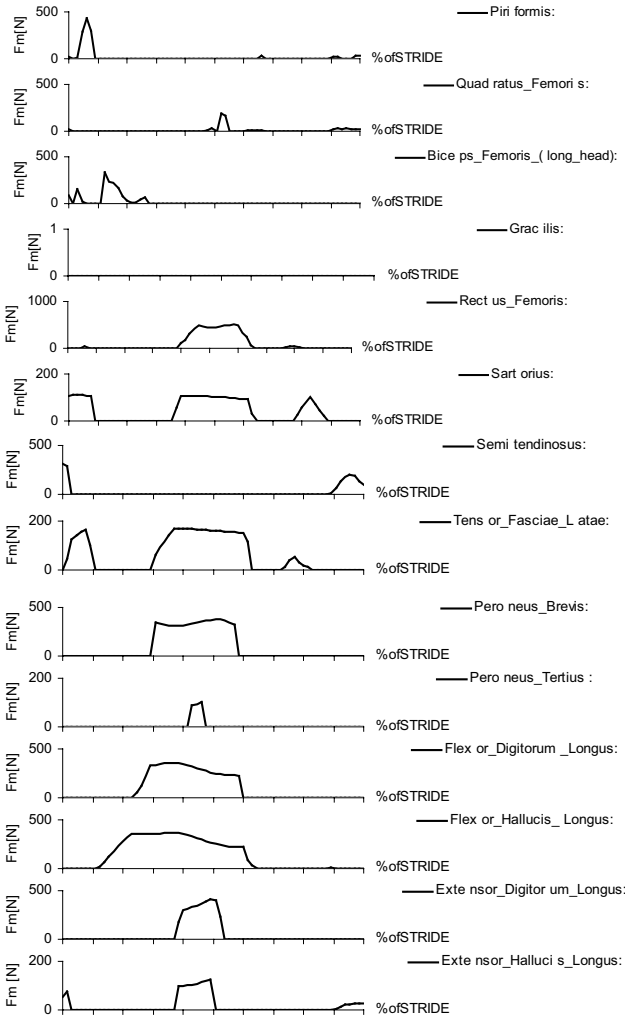 500 Piri formis:
Fm[N]
0 %ofSTRIDE
500 Quad ratus_Femori s:
Fm[N]
0 %ofSTRIDE
500 Bice ps_Femoris_( long_head):
Fm[N]
0 %ofSTRIDE
1 Grac ilis:
Fm[N]
0 %ofSTRIDE
1000 Rect us_Femoris:
Fm[N]
0 %ofSTRIDE
200 Sart orius:
Fm[N]
0 %ofSTRIDE
500 Semi tendinosus:
Fm[N]
0 %ofSTRIDE
200 Tens or_Fasciae_L atae:
Fm[N]
0 %ofSTRIDE
500 Pero neus_Brevis:
Fm[N]
0 %ofSTRIDE
200 Pero neus_Tertius :
Fm[N]
0 %ofSTRIDE
500 Flex or_Digitorum _Longus:
Fm[N]
0 %ofSTRIDE
500 Flex or_Hallucis_ Longus:
Fm[N]
0 %ofSTRIDE
500 Exte nsor_Digitor um_Longus:
Fm[N]
0 %ofSTRIDE
200 Exte nsor_Halluci s_Longus:
Fm [N]
0 %ofSTRIDE